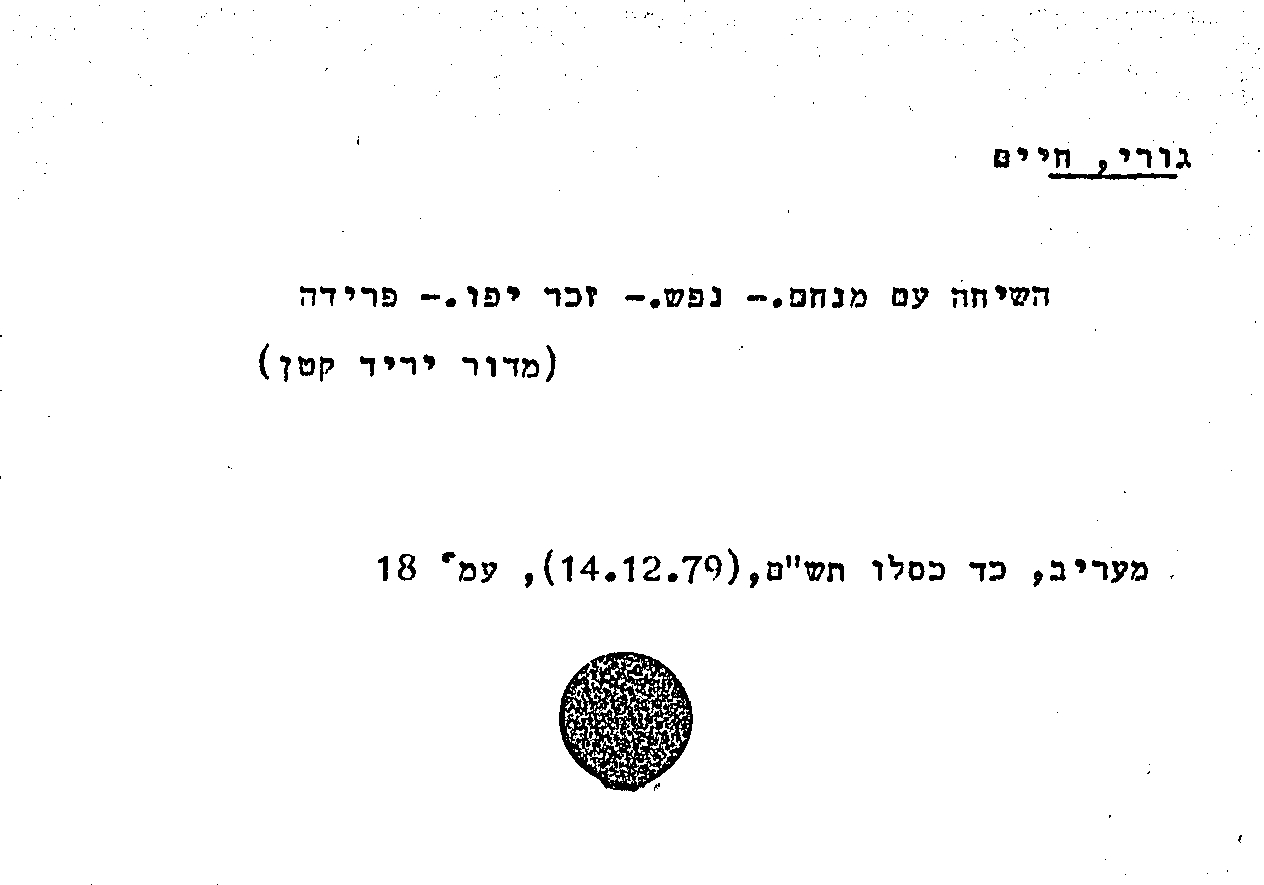 גורי, חיים
השיחה עם מנחם.- נפש.- זכר יפו.- פרידה
(מדור יריד קטן)
מעריב, כד כסלו תש"ם,(14.12.79), עמ' 18